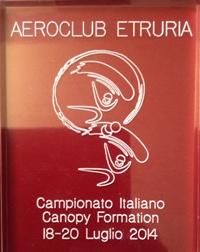 AEROCLUB ETRURIA
Campionato Italiano
Canopy Formation
18-20 Luglio 2014